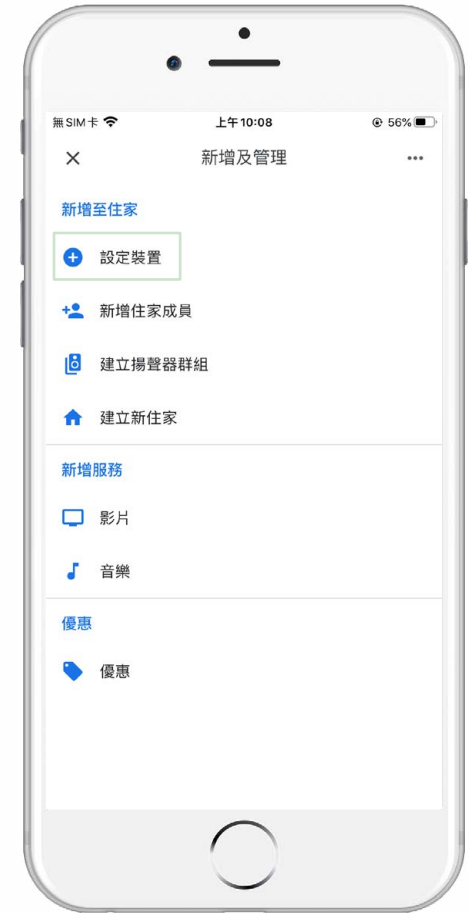 無SIM卡 上午10:08 56%
新增及管理
新增至住家
設定裝置
新增住家成員
建立揚聲器群組
建立新住家
新增服務
影片
音樂
優惠
優惠